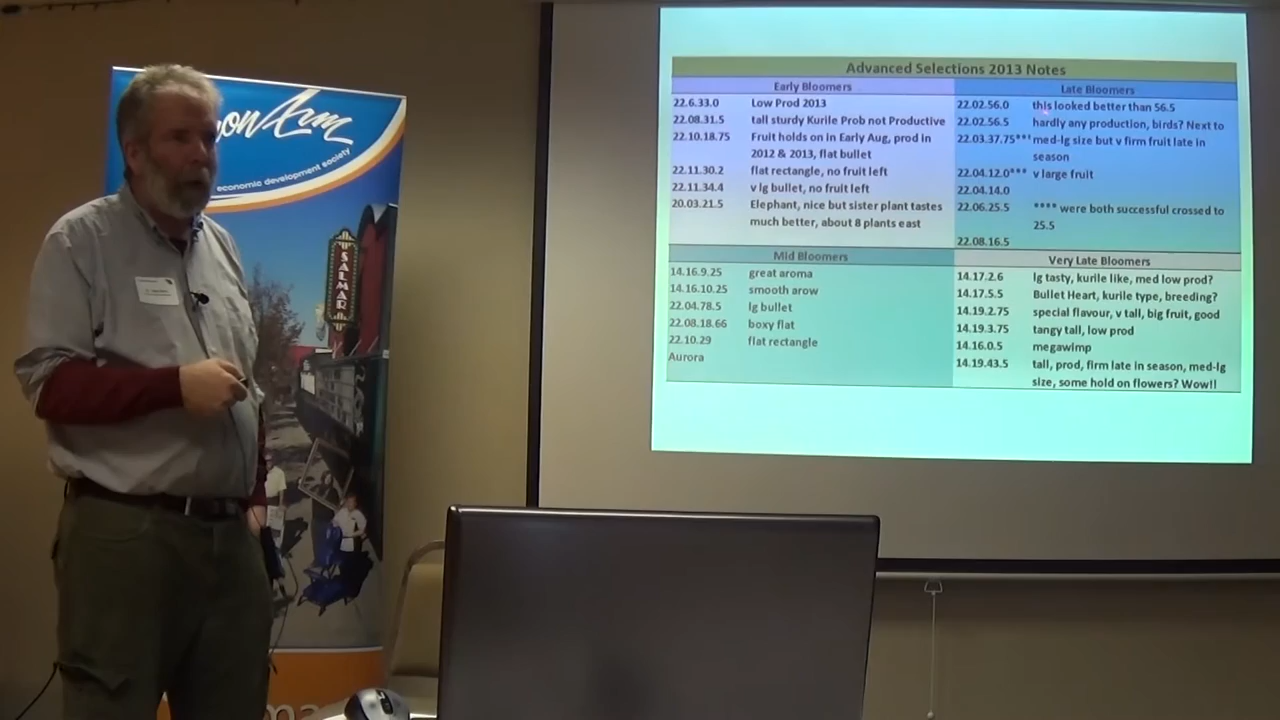 Advanced Selections 2013 Notes
Early Bloomers
22.6.33.0 Low Prod 2013
22.08.31.5 tall sturdy Kurile Prob not Productive
22.10.18.75 Fruit holds on in Early Aug, prod in
2012 & 2013, flat bullet
22.11.30.2 flat rectangle, no fruit left
22.11.34.4 v lg bullet, no fruit left
20.03.21.5 Elephant, nice but sister plant tastes
much better, about 8 plants east
Late Bloomers
22.02.56.0 this looked better than 56.5
22.02.56.5 hardly any production, birds? Next to
22.03.37.75*** med-lg size but v firm fruit late in
season
22.04.12.0*** v large fruit
22.04.14.0
22.06.25.5 **** were both successful crossed to
25.5
22.08.16.5
Mid Bloomers
14.16.9.25 great aroma
14.16.10.25 smooth arow
22.04.78.5 lg bullet
22.08.18.66 boxy flat
22.10.29 flat rectangle
Aurora
Very Late Bloomers
14.17.2.6 lg tasty, kurile like, med low prod?
14.17.5.5 Bullet Heart, kurile type, breeding?
14.19.2.75 special flavour, v tall, big fruit, good
14.19.3.75 tangy tall, low prod
14.16.0.5 megawimp
14.19.43.5 tall, prod, firm late in season, med-lg
size, some hold on flowers? Wow!!
on Arm
economic development society
SALMAR